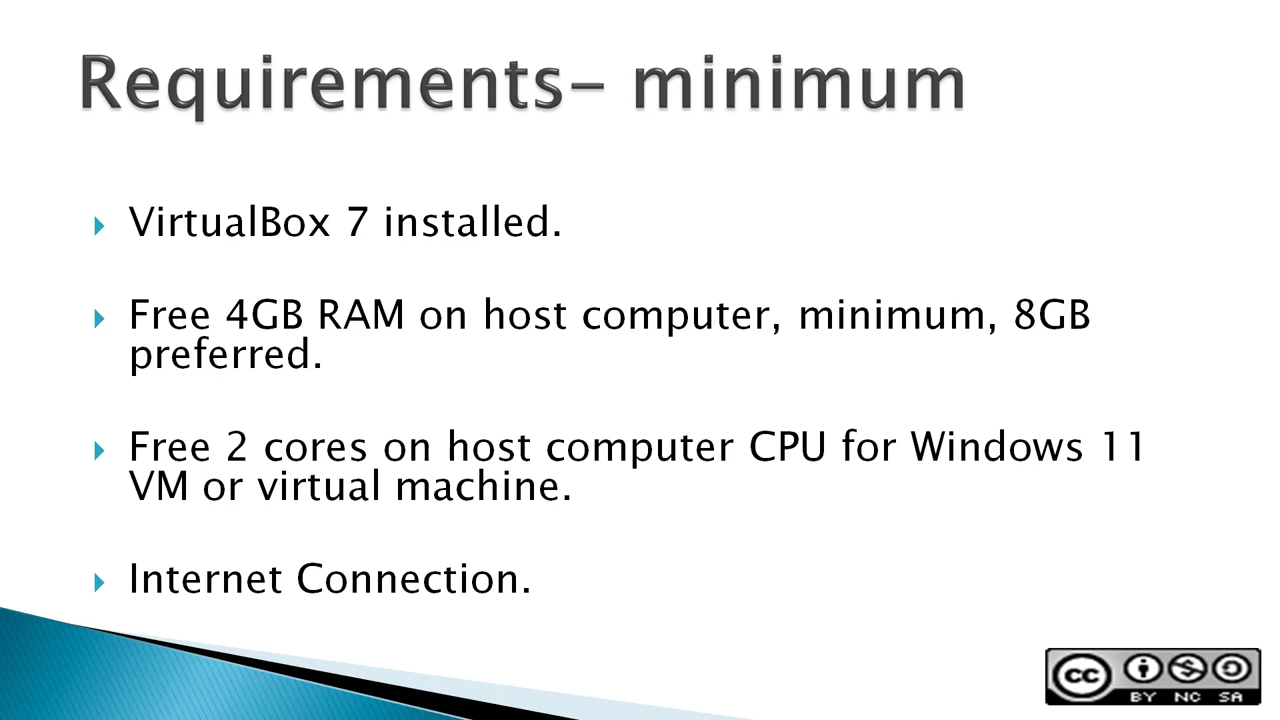 Requirements- minimum
VirtualBox 7 installed.
Free 4GB RAM on host computer, minimum, 8GB
preferred.
Free 2 cores on host computer CPU for Windows 11
VM or virtual machine.
Internet Connection.
cc
BY NC SA